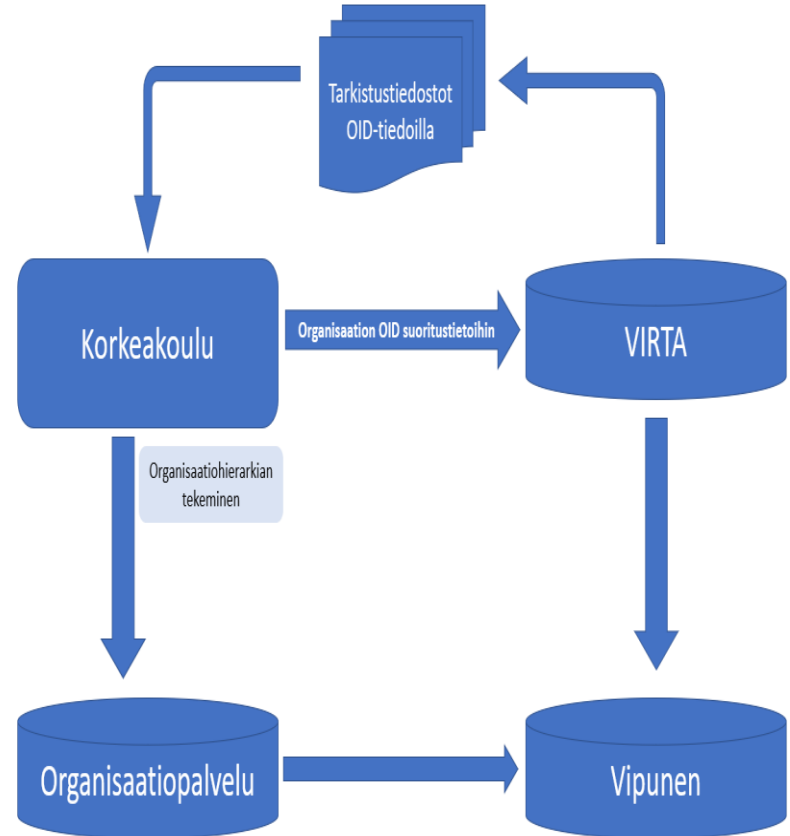 Tarkistustiedostot
OID-tiedoilla
Korkeakoulu
Organisaation OID suoritustietoihin
VIRTA
Organisaatiohierarkian
tekeminen
Organisaatiopalvelu
Vipunen